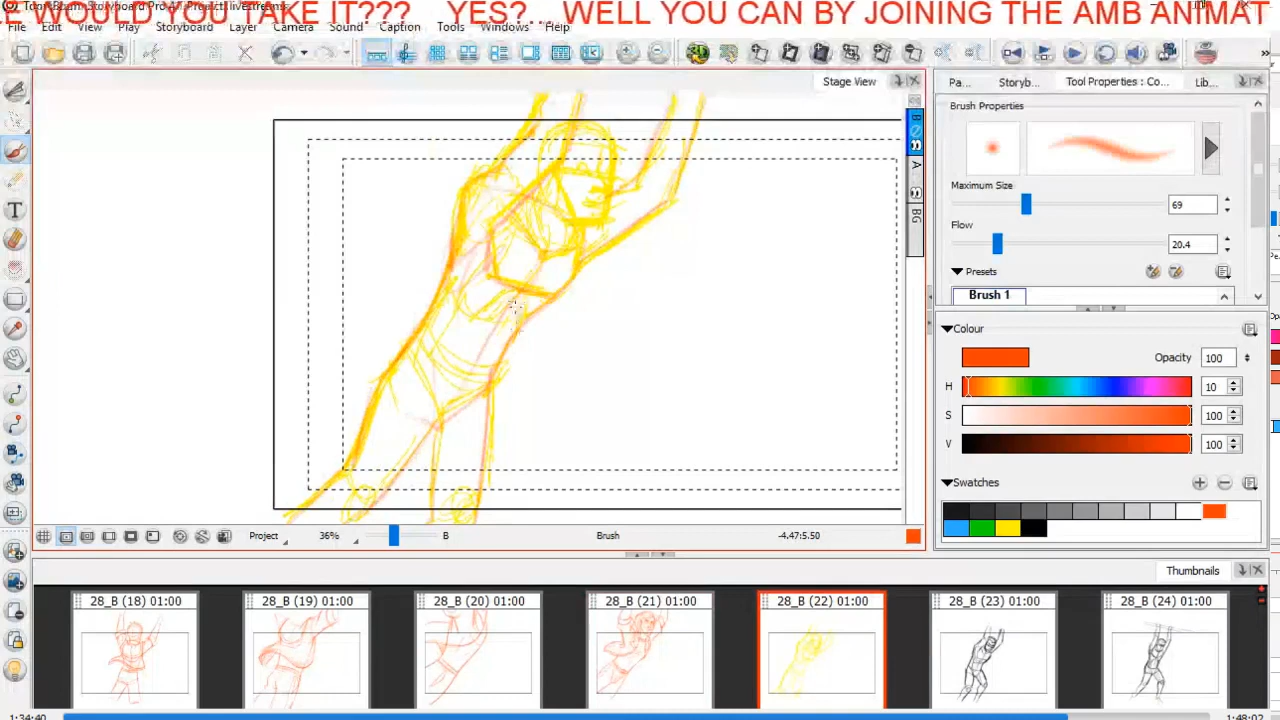 E WOULD YOU TAKE IT??? YES?... WELL YOU CAN BY JOINING THE AMB ANIMAT
File Edit View Play Storyboard Layer Camera Sound Caption Tools Windows Help
Stage View
Pa... Storyb... Tool Properties : Co... Lib...
Brush Properties
Maximum Size
69
Flow
20.4
Presets
Brush 1
Colour
Opacity 100
H 10
S 100
V 100
Swatches
B
A
BG
Project 36% B Brush -4.47:5.50
Thumbnails
28_B (18) 01:00 28_B (19) 01:00 28_B (20) 01:00 28_B (21) 01:00 28_B (22) 01:00 28_B (23) 01:00 28_B (24) 01:00
1:34:40 1:48:02